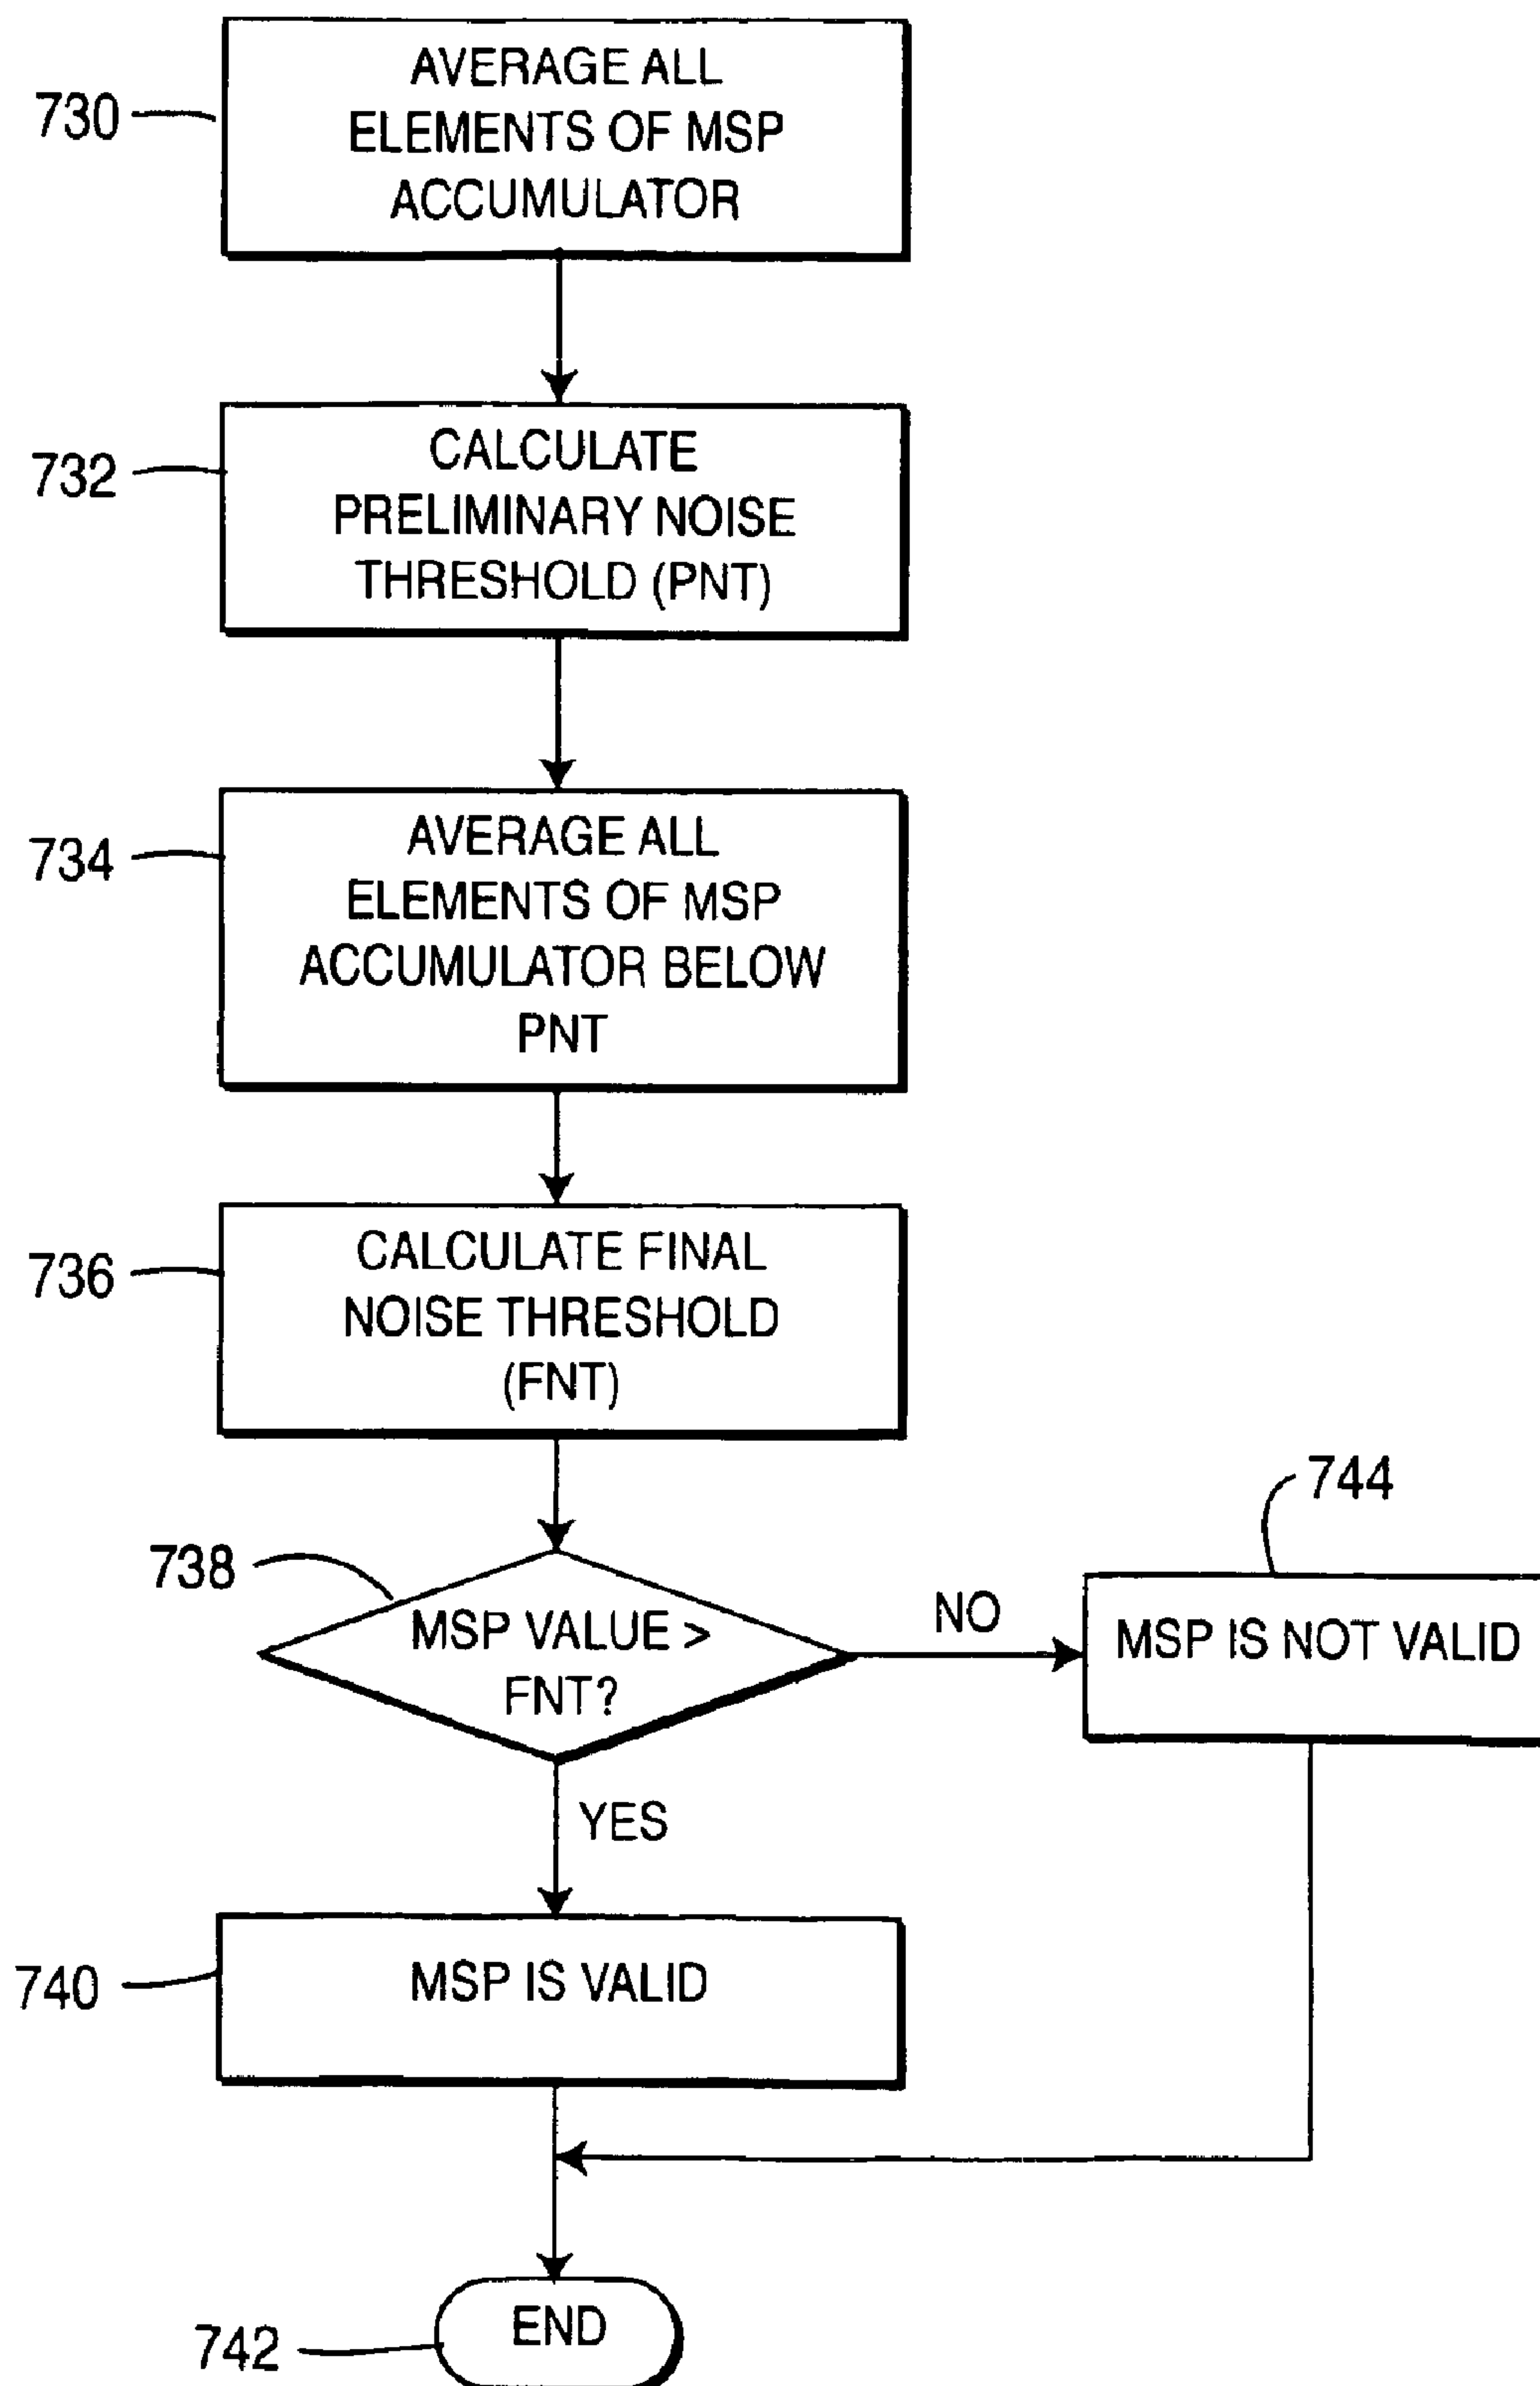 730
AVERAGE ALL
ELEMENTS OF MSP
ACCUMULATOR
732
CALCULATE
PRELIMINARY NOISE
THRESHOLD (PNT)
734
AVERAGE ALL
ELEMENTS OF MSP
ACCUMULATOR BELOW
PNT
736
CALCULATE FINAL
NOISE THRESHOLD
(FNT)
738
MSP VALUE >
FNT?
NO
744
MSP IS NOT VALID
YES
740
MSP IS VALID
742
END